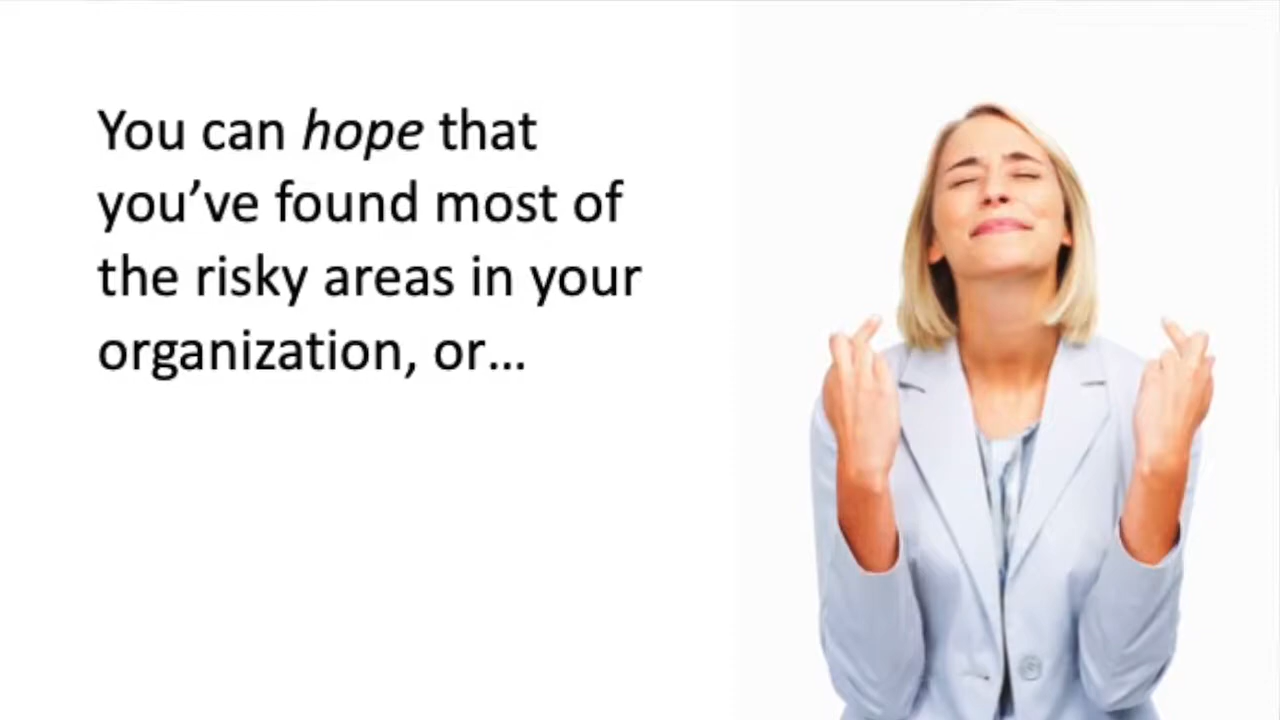 You can hope that
you’ve found most of
the risky areas in your
organization, or…